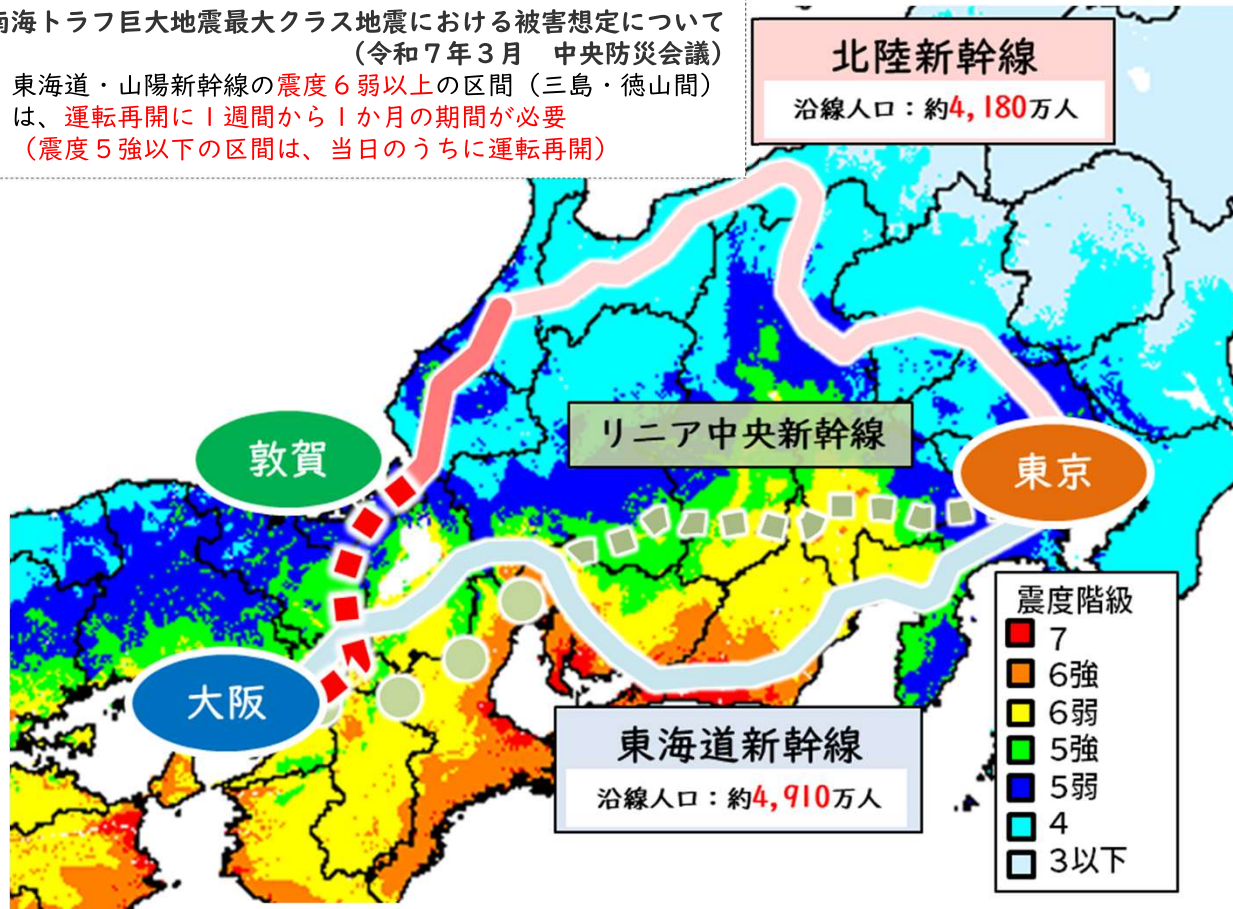 南海トラフ巨大地震最大クラス地震における被害想定について
(令和7年3月 中央防災会議)
東海道・山陽新幹線の震度6弱以上の区間(三島・徳山間)
は、運転再開に1週間から1か月の期間が必要
(震度5強以下の区間は、当日のうちに運転再開)
北陸新幹線
沿線人口:約4,180万人
リニア中央新幹線
敦賀
東京
大阪
東海道新幹線
沿線人口:約4,910万人
震度階級
7
6強
6弱
5強
5弱
4
3以下